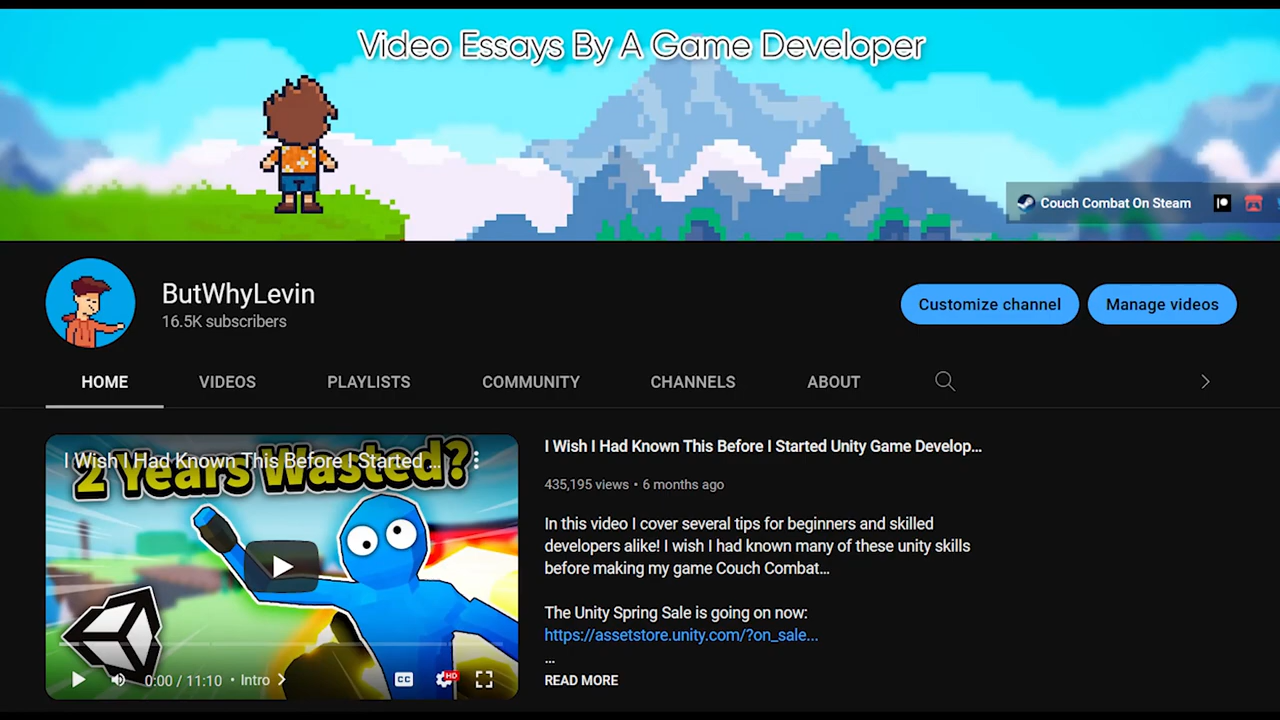 Video Essays By A Game Developer
Couch Combat On Steam
ButWhyLevin
16.5K subscribers
Customize channel
Manage videos
HOME
VIDEOS
PLAYLISTS
COMMUNITY
CHANNELS
ABOUT
I Wish I Had Known This Before I Started ...
2 Years Wasted?
0:00 / 11:10 • Intro
CC
HD
I Wish I Had Known This Before I Started Unity Game Develop...
435,195 views • 6 months ago
In this video I cover several tips for beginners and skilled
developers alike! I wish I had known many of these unity skills
before making my game Couch Combat...
The Unity Spring Sale is going on now:
https://assetstore.unity.com/?on_sale...
...
READ MORE